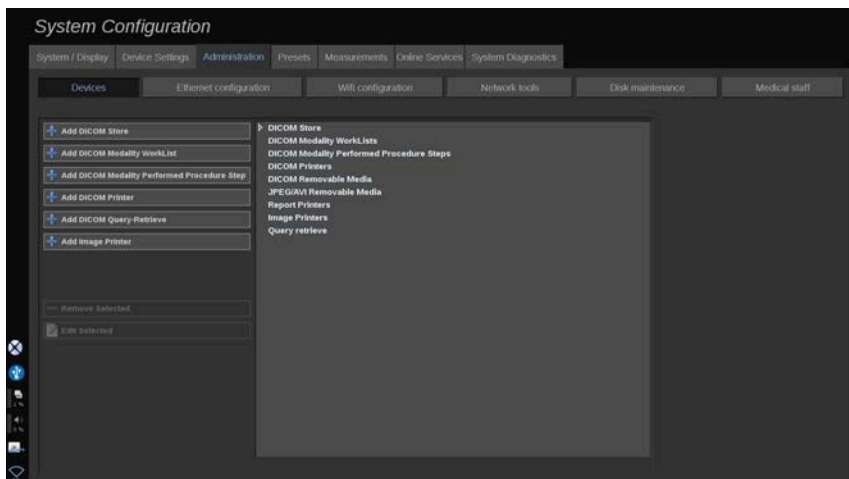 System Configuration
System / Display Device Settings Administration Presets Measurements Online Services System Diagnostics
Devices Ethernet configuration Wifi configuration Network tools Disk maintenance Medical staff
Add DICOM Store
Add DICOM Modality WorkList
Add DICOM Modality Performed Procedure Step
Add DICOM Printer
Add DICOM Query-Retrieve
Add Image Printer
Remove Selected
Edit Selected
DICOM Store
DICOM Modality WorkLists
DICOM Modality Performed Procedure Steps
DICOM Printers
DICOM Removable Media
JPEG/AVI Removable Media
Report Printers
Image Printers
Query retrieve